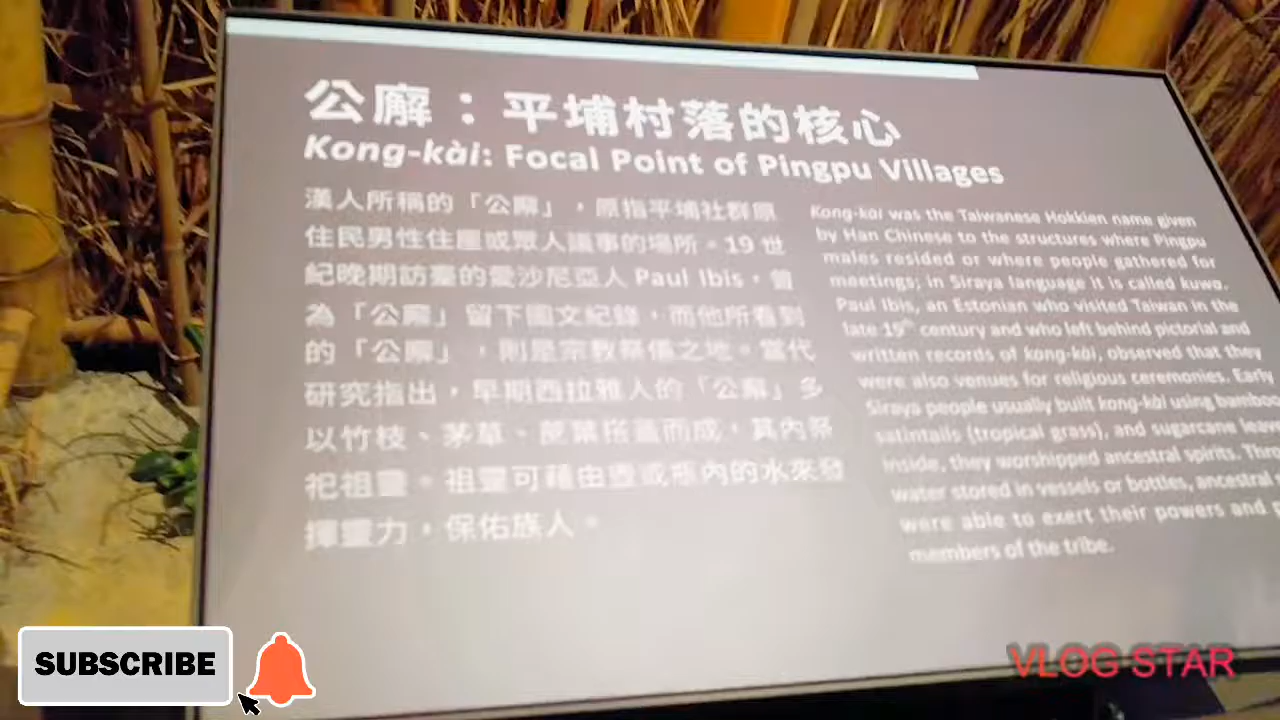 公廨：平埔村落的核心
Kong-kài: Focal Point of Pingpu Villages
漢人所稱的「公廨」，原指平埔社群原
住民男性住屋或眾人議事的場所。19 世
紀晚期訪臺的愛沙尼亞人 Paul Ibis，曾
為「公廨」留下圖文紀錄，而他所看到
的「公廨」，則是宗教祭儀之地。當代
研究指出，早期西拉雅人的「公廨」多
以竹枝、茅草、蔗葉搭蓋而成，其內祭
祀祖靈。祖靈可藉由壺或瓶內的水來發
揮靈力，保佑族人。
Kong-kài was the Taiwanese Hokkien name given
by Han Chinese to the structures where Pingpu
males resided or where people gathered for
meetings; in Siraya language it is called kuwa.
Paul Ibis, an Estonian who visited Taiwan in the
late 19th century and who left behind pictorial and
written records of kong-kài, observed that they
were also venues for religious ceremonies. Early
Siraya people usually built kong-kài using bamboo
satintails (tropical grass), and sugarcane leave
Inside, they worshipped ancestral spirits. Thro
water stored in vessels or bottles, ancestral
were able to exert their powers and
members of the tribe.
SUBSCRIBE
VLOG STAR